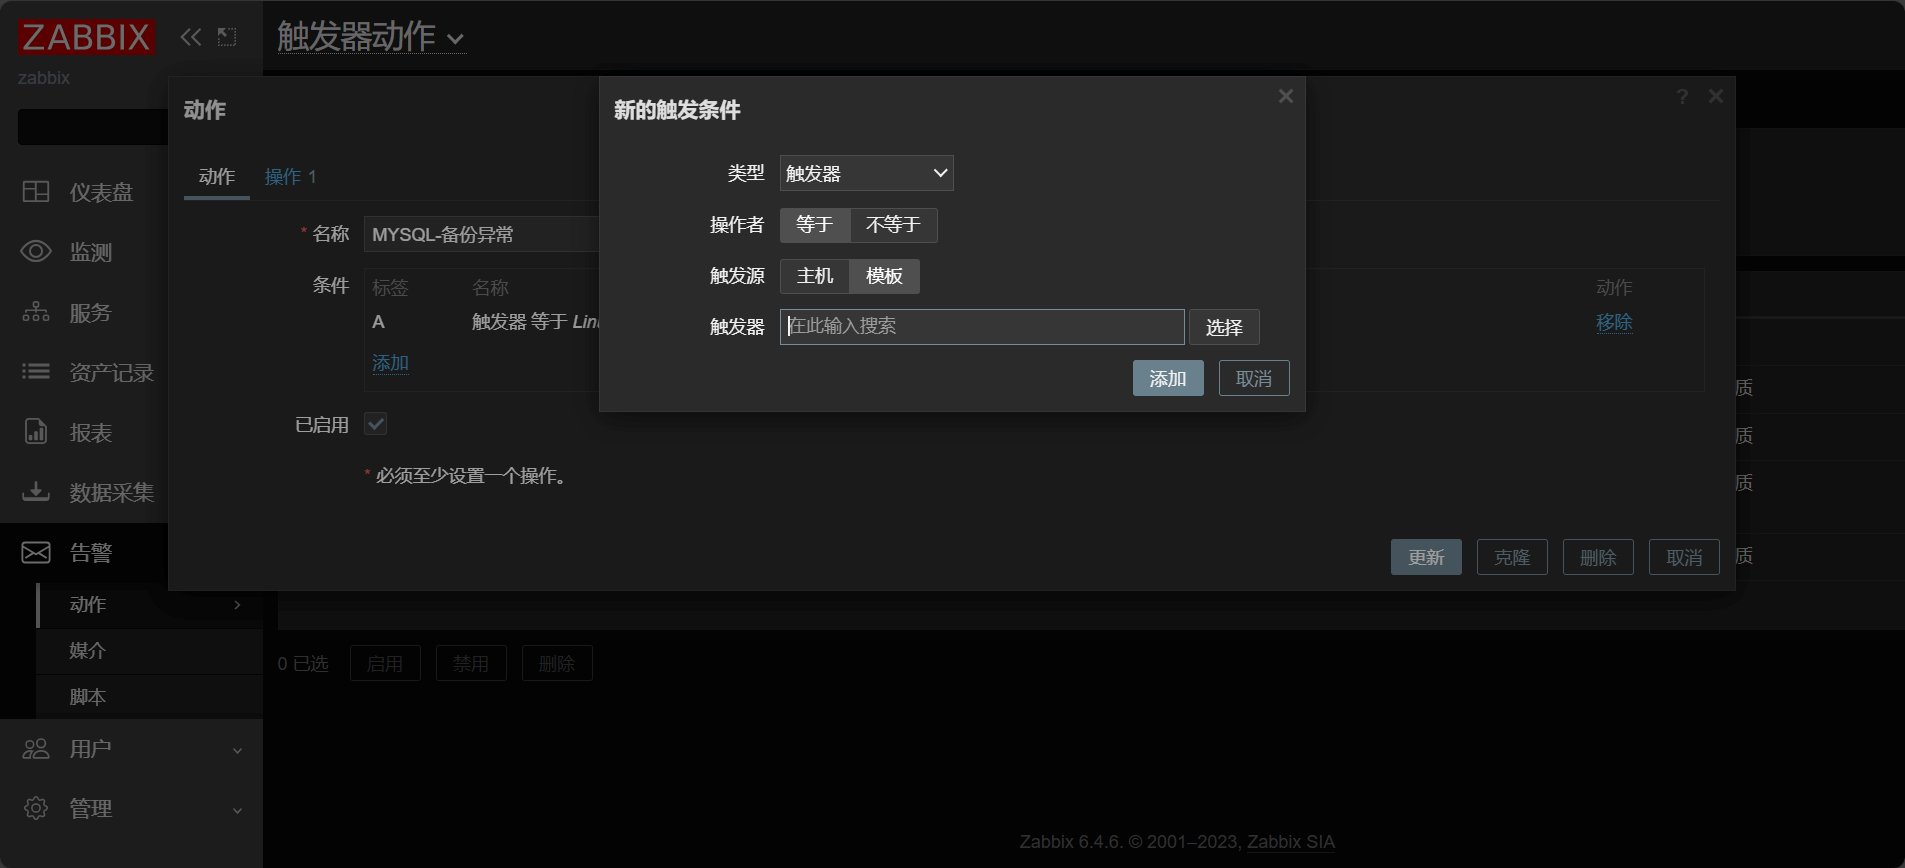 ZABBIX
zabbix
仪表盘
监测
服务
资产记录
报表
数据采集
告警
动作
媒介
脚本
用户
管理
触发器动作
动作
?
动作
操作 1
* 名称
MYSQL-备份异常
条件
标签
名称
动作
A
触发器 等于
移除
添加
已启用
* 必须至少设置一个操作。
更新
克隆
删除
取消
新的触发条件
类型
触发器
操作者
等于
不等于
触发源
主机
模板
触发器
在此输入搜索
选择
添加
取消
质
质
质
质
0 已选
启用
禁用
删除
Zabbix 6.4.6. © 2001–2023, Zabbix SIA